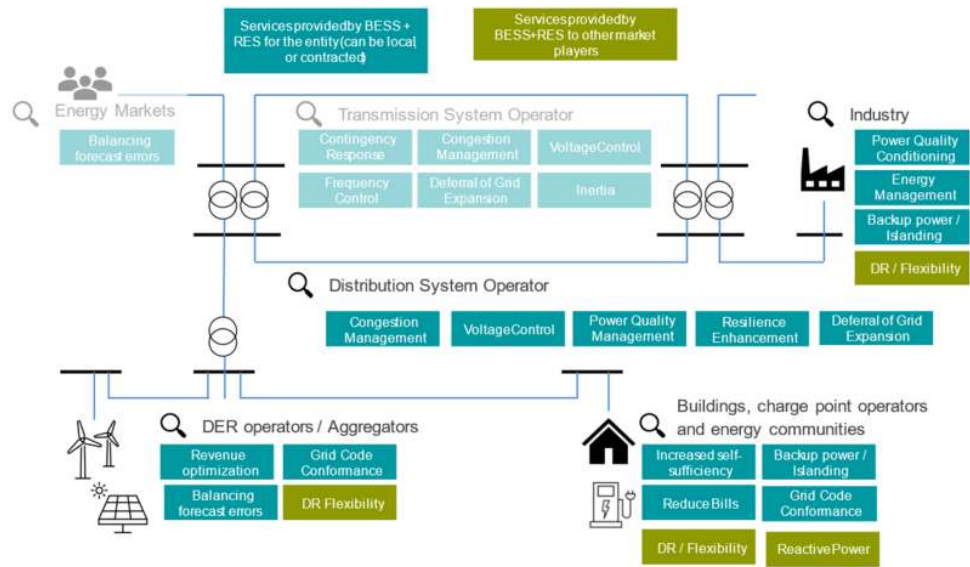 Services provided by BESS +
RES for the entity (can be local,
or contracted)
Services provided by
BESS+RES to other market
players
Energy Markets
Balancing
forecast errors
Transmission System Operator
Contingency
Response
Congestion
Management
Voltage Control
Frequency
Control
Deferral of Grid
Expansion
Inertia
Industry
Power Quality
Conditioning
Energy
Management
Backup power /
Islanding
DR / Flexibility
Distribution System Operator
Congestion
Management
Voltage Control
Power Quality
Management
Resilience
Enhancement
Deferral of Grid
Expansion
DER operators / Aggregators
Revenue
optimization
Grid Code
Conformance
Balancing
forecast errors
DR Flexibility
Buildings, charge point operators
and energy communities
Increased self-
sufficiency
Backup power /
Islanding
Reduce Bills
Grid Code
Conformance
DR / Flexibility
Reactive Power